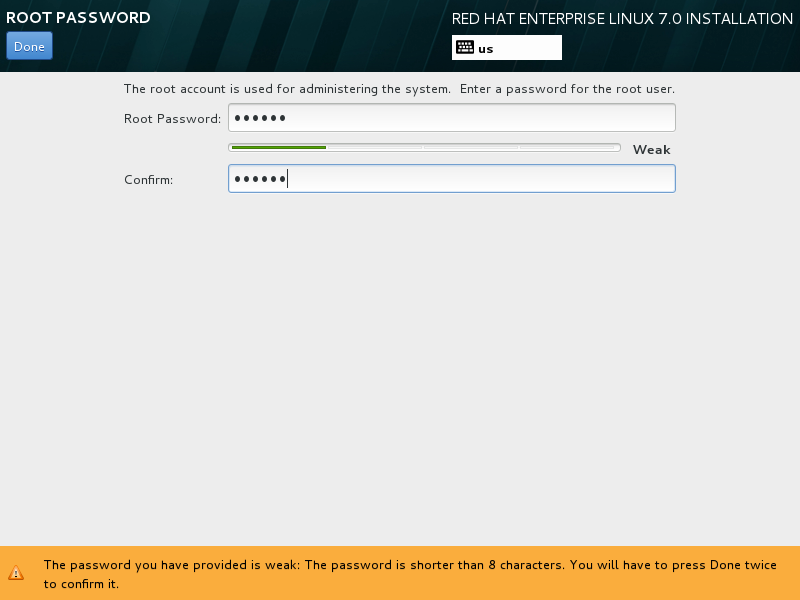 ROOT PASSWORD
RED HAT ENTERPRISE LINUX 7.0 INSTALLATION
Done
us
The root account is used for administering the system.  Enter a password for the root user.
Root Password: ••••••
Weak
Confirm: ••••••
The password you have provided is weak: The password is shorter than 8 characters. You will have to press Done twice
to confirm it.